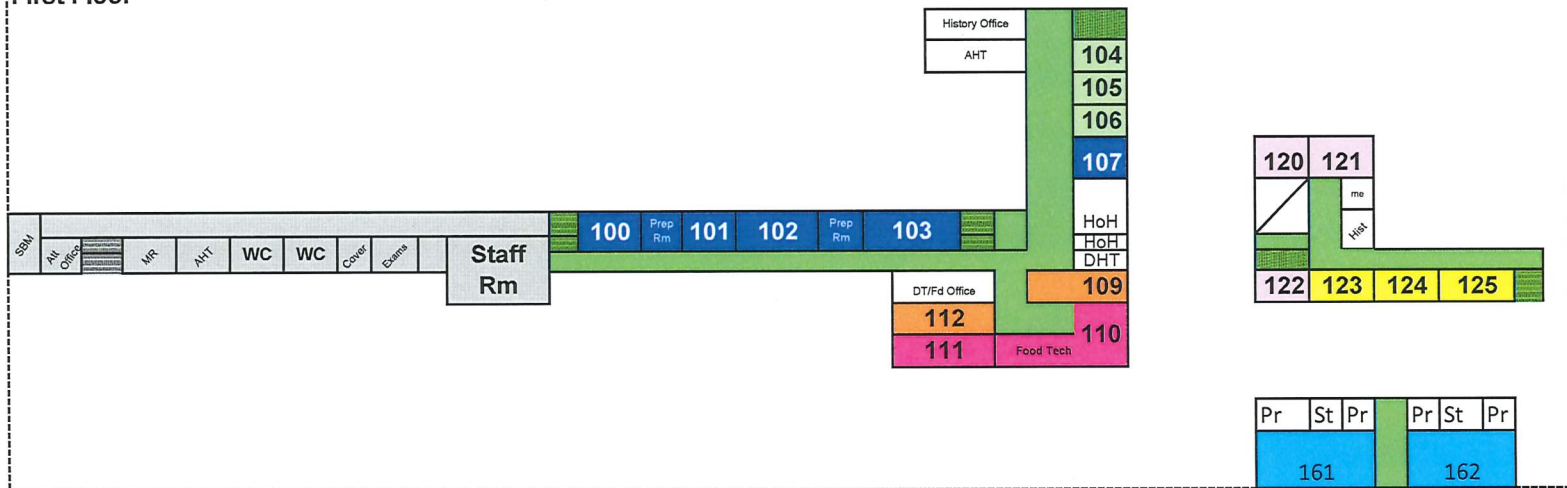 First Floor
History Office
AHT
104
105
106
107
HoH
HoH
DHT
SBM
Att Office
MR
AHT
WC
WC
Cover
Exams
Staff
Rm
100
Prep
Rm
101
102
Prep
Rm
103
DT/Fd Office
109
112
110
111
Food Tech
120
121
me
Hist
122
123
124
125
Pr
St
Pr
Pr
St
Pr
161
162